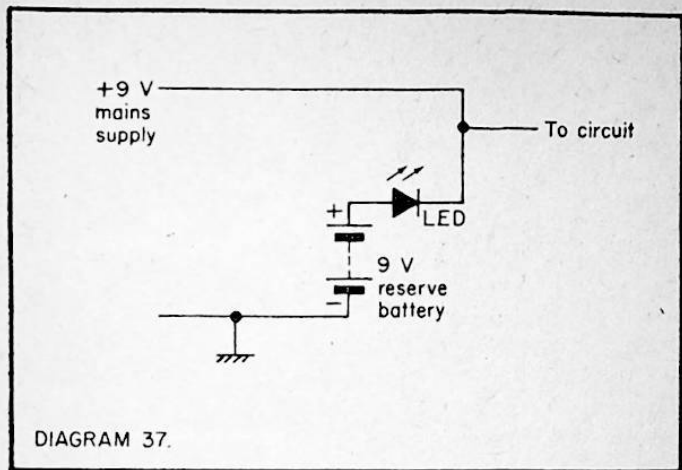 +9 V
mains
supply
To circuit
+
LED
9 V
reserve
battery
−
DIAGRAM 37.